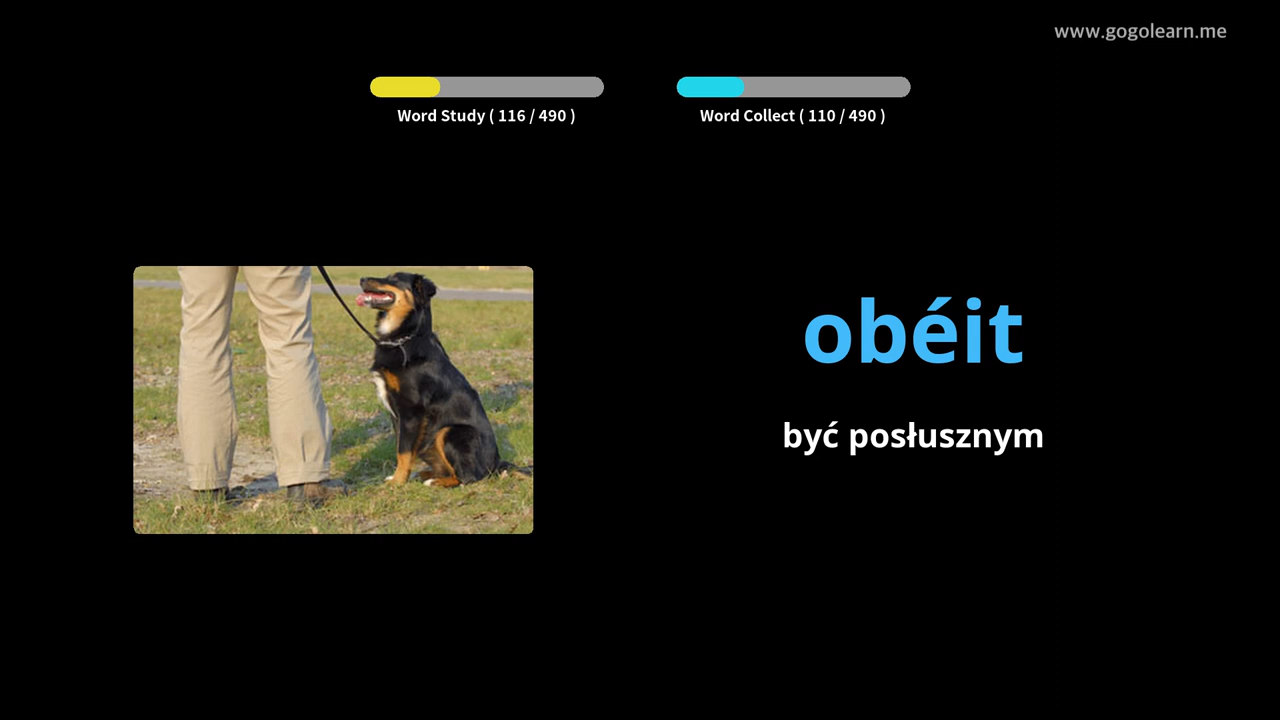 www.gogolearn.me
Word Study ( 116 / 490 )
Word Collect ( 110 / 490 )
obéit
być posłusznym